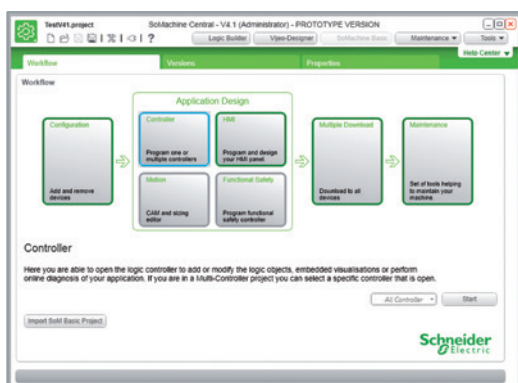 TestV41.project
SoMachine Central - V4.1 (Administrator) - PROTOTYPE VERSION
Logic Builder
Vijeo-Designer
SoMachine Basic
Maintenance
Tools
Help Center
Workflow
Versions
Properties
Workflow
Application Design
Configuration
Add and remove
devices
Controller
Program one or
multiple controllers
HMI
Program and design
your HMI panel
Motion
CAM and sizing
editor
Functional Safety
Program functional
safety controller
Multiple Download
Download to all
devices
Maintenance
Set of tools helping
to maintain your
machine.
Controller
Here you are able to open the logic controller to add or modify the logic objects, embedded visualisations or perform
online diagnosis of your application. If you are in a Multi-Controller project you can select a specific controller that is open.
All Controller
Start
Import SoM Basic Project
Schneider
Electric